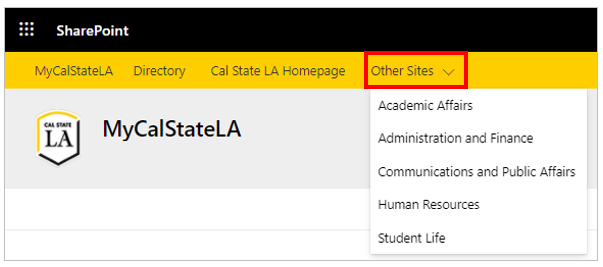 SharePoint
MyCalStateLA Directory Cal State LA Homepage Other Sites
CAL STATE
LA
MyCalStateLA
Academic Affairs
Administration and Finance
Communications and Public Affairs
Human Resources
Student Life